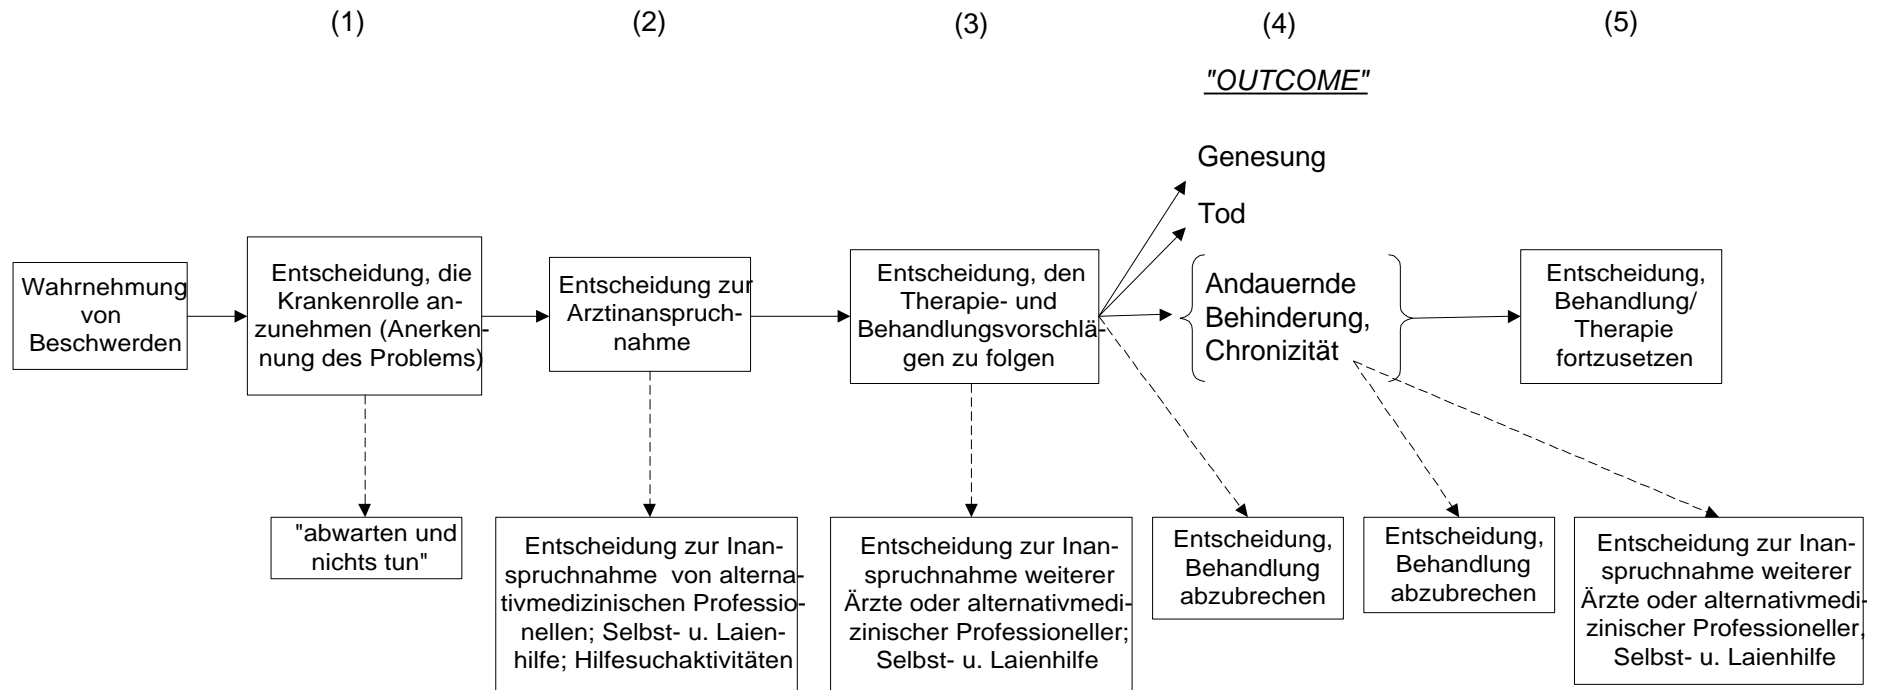 (1)
(2)
(3)
(4)
(5)
"OUTCOME"
Genesung
Tod
Wahrnehmung
von
Beschwerden
Entscheidung, die
Krankenrolle an-
zunehmen (Anerken-
nung des Problems)
Entscheidung zur
Arztinanspruch-
nahme
Entscheidung, den
Therapie- und
Behandlungsvorschlä-
gen zu folgen
Andauernde
Behinderung,
Chronizität
Entscheidung,
Behandlung/
Therapie
fortzusetzen
"abwarten und
nichts tun"
Entscheidung zur Inan-
spruchnahme von alterna-
tivmedizinischen Professio-
nellen; Selbst- u. Laien-
hilfe; Hilfesuchaktivitäten
Entscheidung zur Inan-
spruchnahme weiterer
Ärzte oder alternativmedi-
zinischer Professioneller;
Selbst- u. Laienhilfe
Entscheidung,
Behandlung
abzubrechen
Entscheidung,
Behandlung
abzubrechen
Entscheidung zur Inan-
spruchnahme weiterer
Ärzte oder alternativmedi-
zinischer Professioneller,
Selbst- u. Laienhilfe